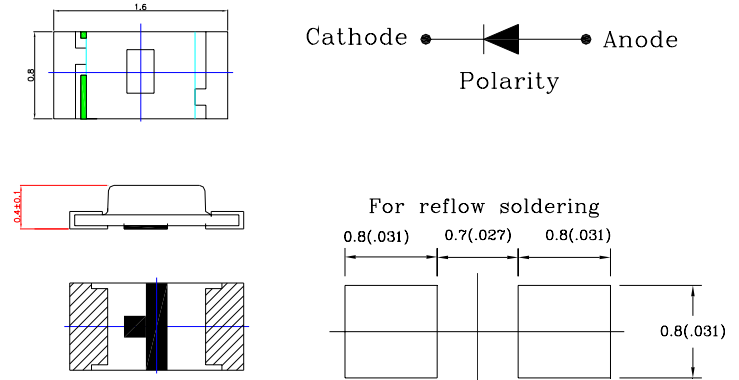 1.6
Cathode
Anode
0.8
Polarity
0.4±0.1
For reflow soldering
0.8(.031) 0.7(.027) 0.8(.031)
0.8(.031)